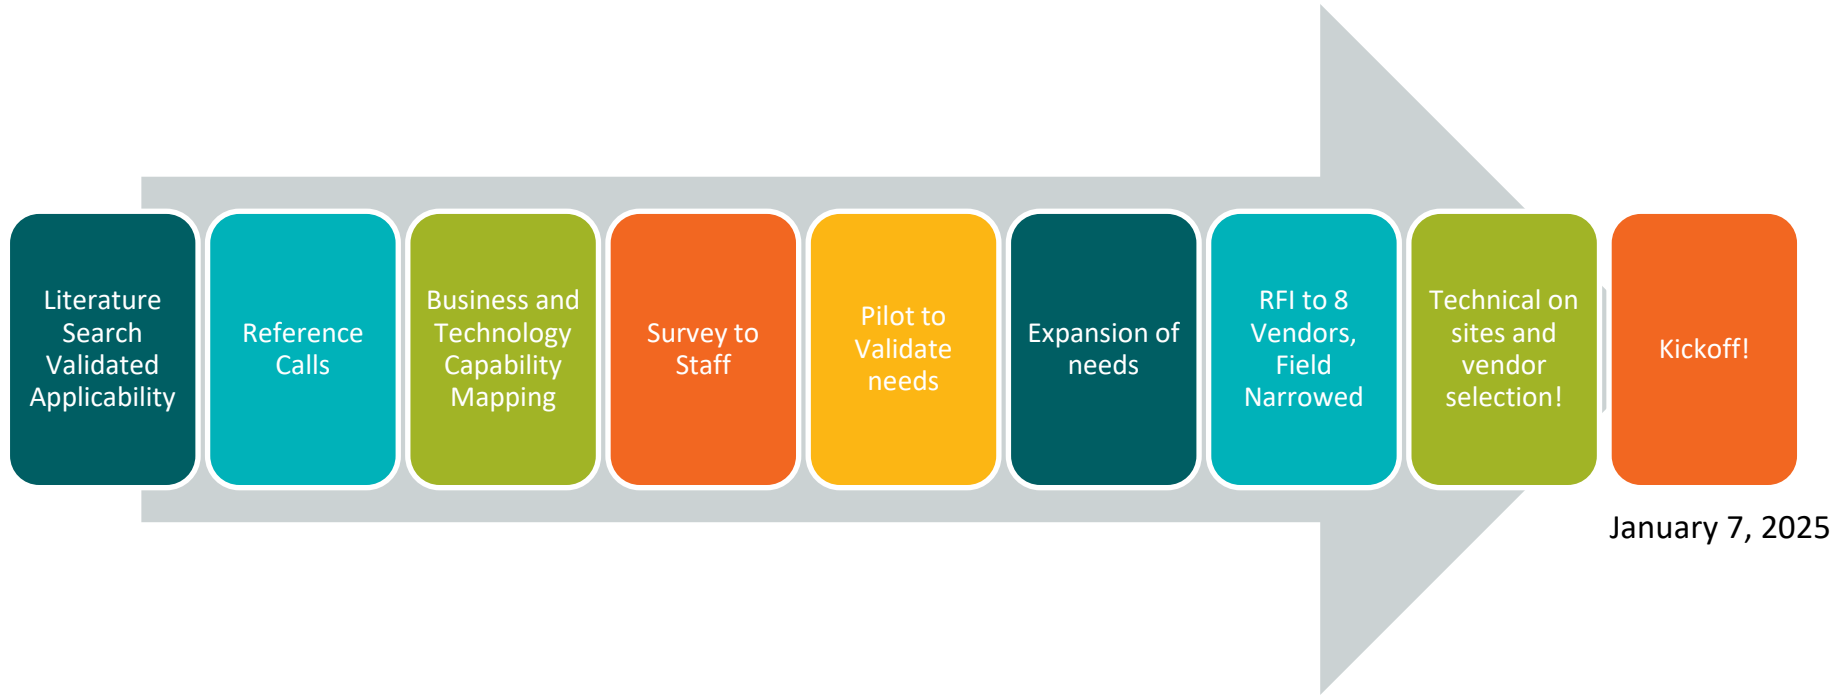 Literature
Search
Validated
Applicability
Reference
Calls
Business and
Technology
Capability
Mapping
Survey to
Staff
Pilot to
Validate
needs
Expansion of
needs
RFI to 8
Vendors,
Field
Narrowed
Technical on
sites and
vendor
selection!
Kickoff!
January 7, 2025